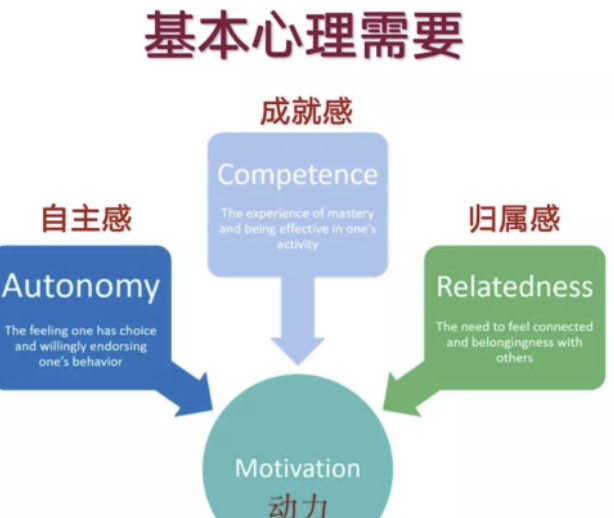 基本心理需要
成就感
Competence
The experience of mastery
and being effective in one's
activity
自主感
Autonomy
The feeling one has choice
and willingly endorsing
one's behavior
归属感
Relatedness
The need to feel connected
and belongingness with
others
Motivation
动力